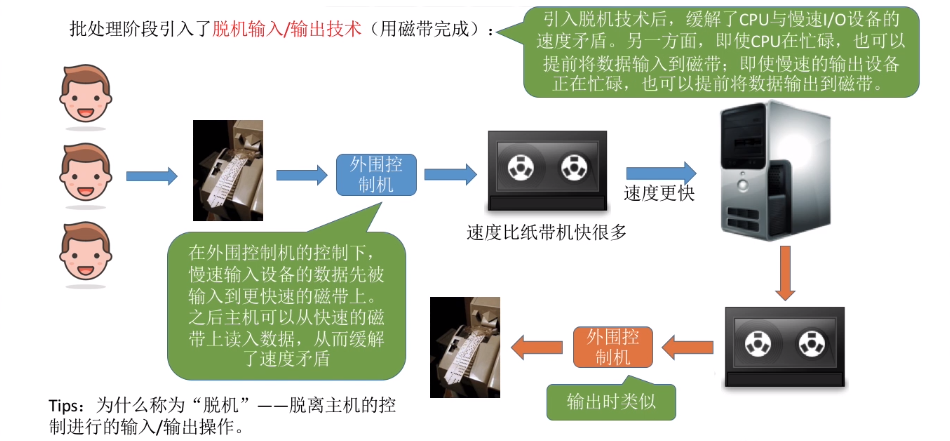 批处理阶段引入了脱机输入/输出技术（用磁带完成）：
引入脱机技术后，缓解了CPU与慢速I/O设备的
速度矛盾。另一方面，即使CPU在忙碌，也可以
提前将数据输入到磁带；即使慢速的输出设备
正在忙碌，也可以提前将数据输出到磁带。
外围控
制机
速度更快
速度比纸带机快很多
在外围控制机的控制下，
慢速输入设备的数据先被
输入到更快速的磁带上。
之后主机可以从快速的磁
带上读入数据，从而缓解
了速度矛盾
外围控
制机
输出时类似
Tips：为什么称为“脱机”——脱离主机的控
制进行的输入/输出操作。